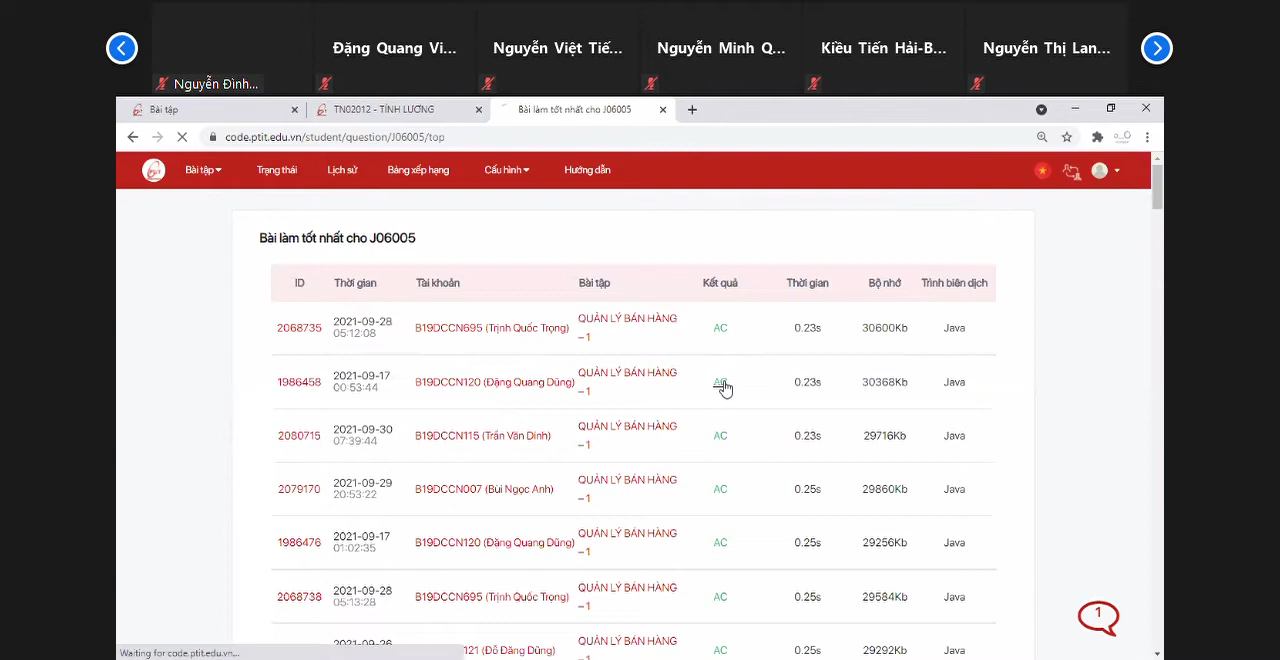 Đặng Quang Vi...
Nguyễn Việt Tiế...
Nguyễn Minh Q...
Kiều Tiến Hải-B...
Nguyễn Thị Lan...
Nguyễn Đình...
Bài tập
TN02012 - TÍNH LƯƠNG
Bài làm tốt nhất cho J06005
code.ptit.edu.vn/student/question/J06005/top
Bài tập
Trạng thái
Lịch sử
Bảng xếp hạng
Cấu hình
Hướng dẫn
Bài làm tốt nhất cho J06005
ID Thời gian Tài khoản Bài tập Kết quả Thời gian Bộ nhớ Trình biên dịch
2068735 2021-09-28 05:12:08 B19DCCN695 (Trịnh Quốc Trọng) QUẢN LÝ BÁN HÀNG – 1 AC 0.23s 30600Kb Java
1986458 2021-09-17 00:53:44 B19DCCN120 (Đặng Quang Dũng) QUẢN LÝ BÁN HÀNG – 1 AC 0.23s 30368Kb Java
2080715 2021-09-30 07:39:44 B19DCCN115 (Trần Văn Dinh) QUẢN LÝ BÁN HÀNG – 1 AC 0.23s 29716Kb Java
2079170 2021-09-29 20:53:22 B19DCCN007 (Bùi Ngọc Anh) QUẢN LÝ BÁN HÀNG – 1 AC 0.25s 29860Kb Java
1986476 2021-09-17 01:02:35 B19DCCN120 (Đặng Quang Dũng) QUẢN LÝ BÁN HÀNG – 1 AC 0.25s 29256Kb Java
2068738 2021-09-28 05:13:28 B19DCCN695 (Trịnh Quốc Trọng) QUẢN LÝ BÁN HÀNG – 1 AC 0.25s 29584Kb Java
2021-09-26 121 (Đỗ Đăng Dũng) QUẢN LÝ BÁN HÀNG – 1 AC 0.25s 29292Kb Java
1
Waiting for code.ptit.edu.vn...